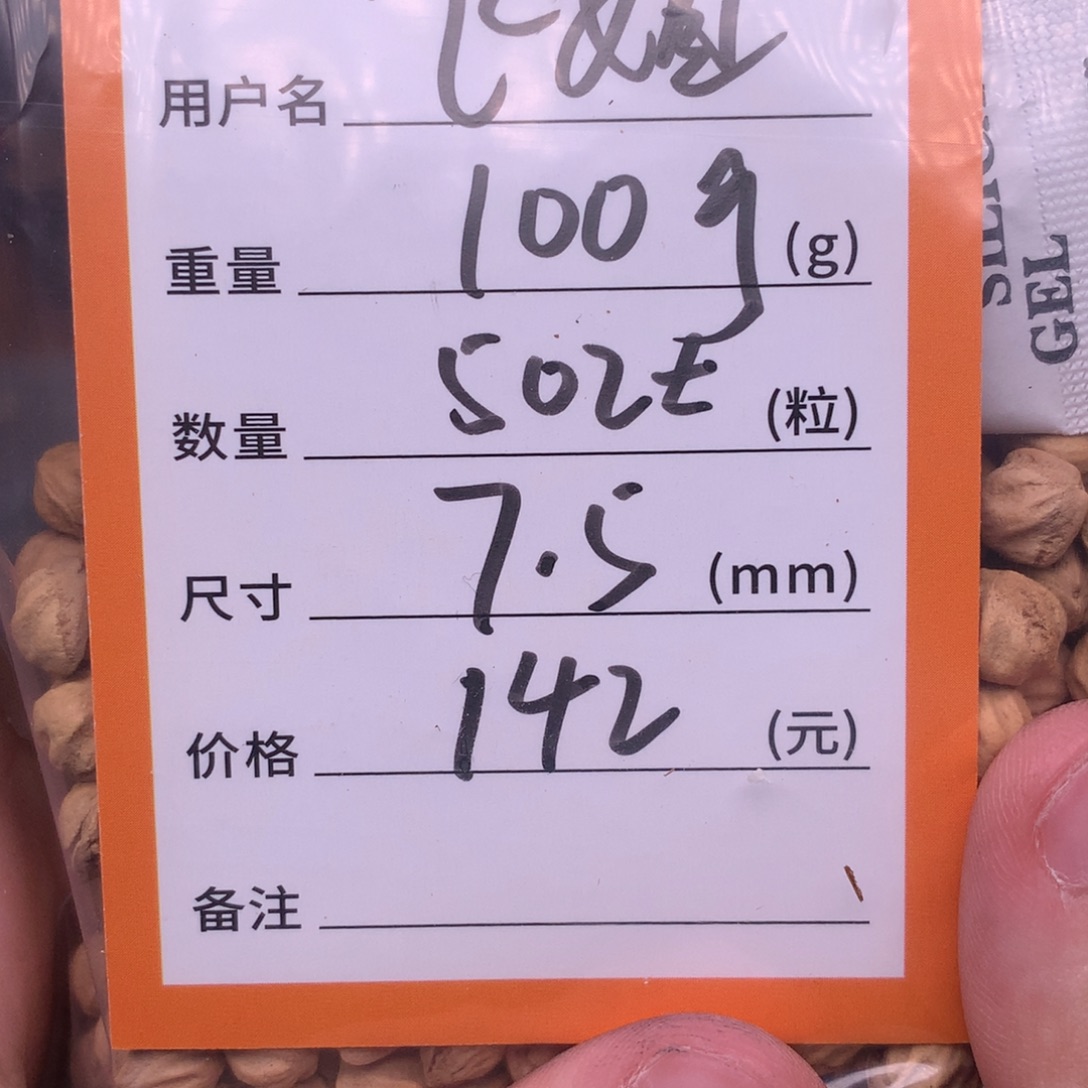 用户名
重量 100g (g)
数量 502 (粒)
尺寸 7.5 (mm)
价格 142 (元)
备注
GEL